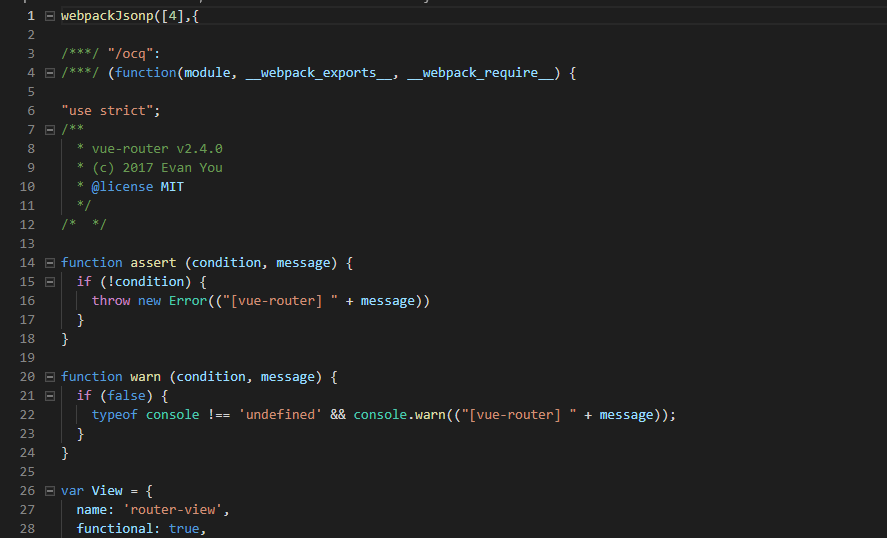 1 webpackJsonp([4],{
2
3 /***/ "/ocq":
4 /***/ (function(module, __webpack_exports__, __webpack_require__) {
5
6 "use strict";
7 /**
8   * vue-router v2.4.0
9   * (c) 2017 Evan You
10   * @license MIT
11   */
12 /*  */
13
14 function assert (condition, message) {
15   if (!condition) {
16     throw new Error(("[vue-router] " + message))
17   }
18 }
19
20 function warn (condition, message) {
21   if (false) {
22     typeof console !== 'undefined' && console.warn(("[vue-router] " + message));
23   }
24 }
25
26 var View = {
27   name: 'router-view',
28   functional: true,